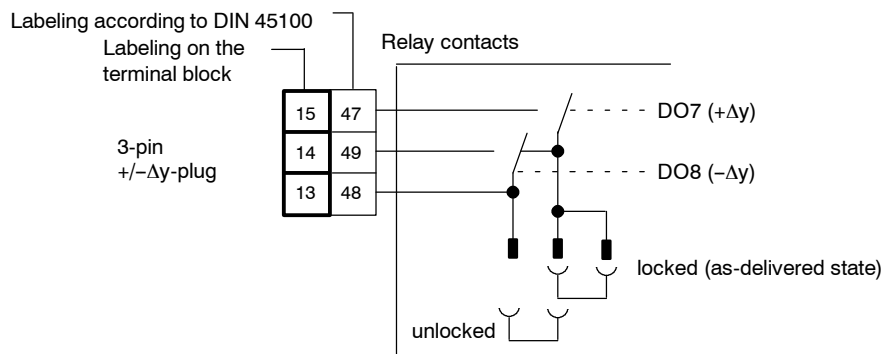 Labeling according to DIN 45100
Labeling on the
terminal block
Relay contacts
15 47
14 49
13 48
3-pin
+/−Δy-plug
DO7 (+Δy)
DO8 (−Δy)
locked (as-delivered state)
unlocked